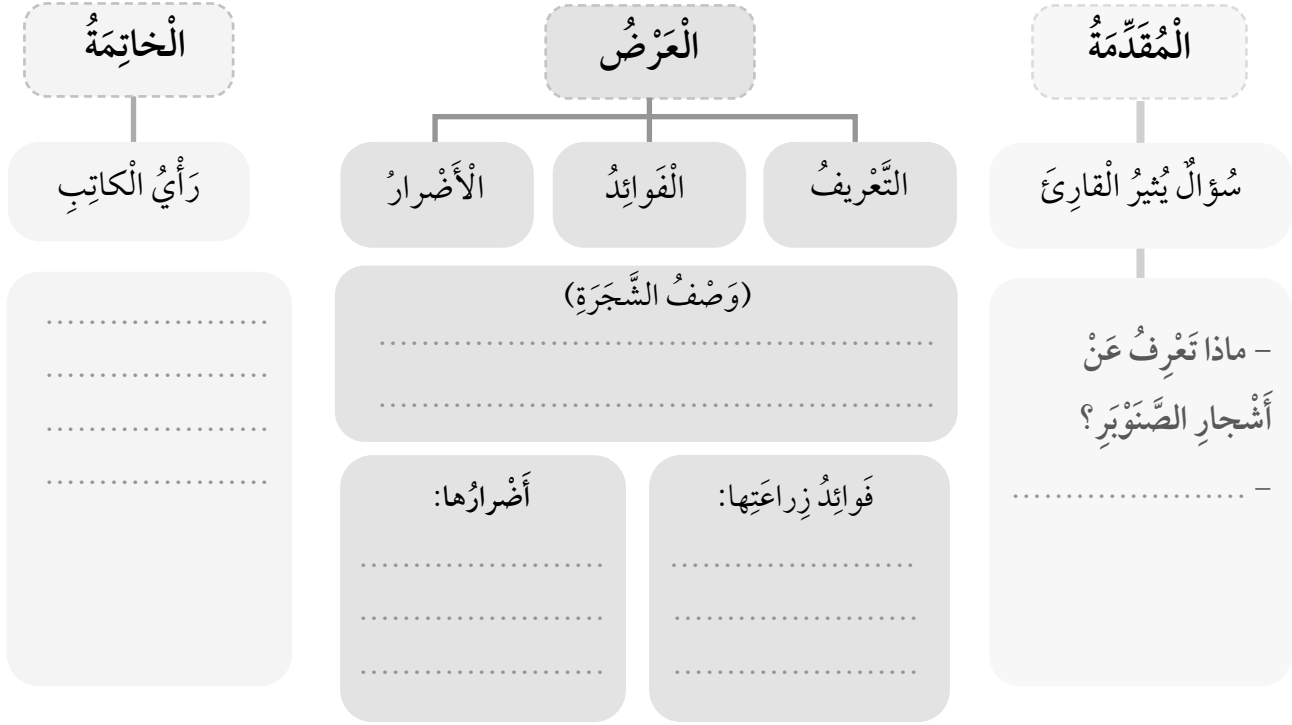 الْمُقَدِّمَةُ
سُؤالٌ يُثيرُ الْقارِئَ
– ماذا تَعْرِفُ عَنْ
أَشْجارِ الصَّنَوْبَرِ؟
– ......................
الْعَرْضُ
التَّعْريفُ
الْفَوائِدُ
الْأَضْرارُ
(وَصْفُ الشَّجَرَةِ)
.....................................................
.....................................................
فَوائِدُ زِراعَتِها:
.......................
.......................
.......................
أَضْرارُها:
.......................
.......................
.......................
الْخاتِمَةُ
رَأْيُ الْكاتِبِ
.....................
.....................
.....................
.....................